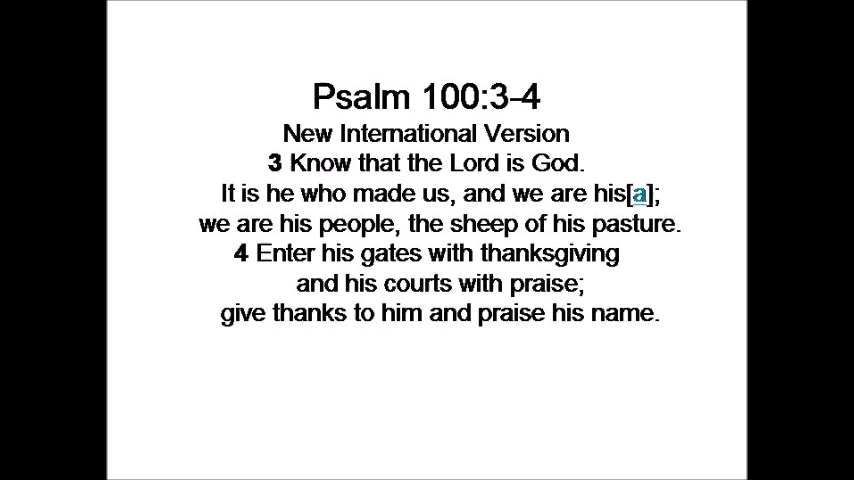 Psalm 100:3-4
New International Version
3 Know that the Lord is God.
It is he who made us, and we are his[a];
we are his people, the sheep of his pasture.
4 Enter his gates with thanksgiving
and his courts with praise;
give thanks to him and praise his name.